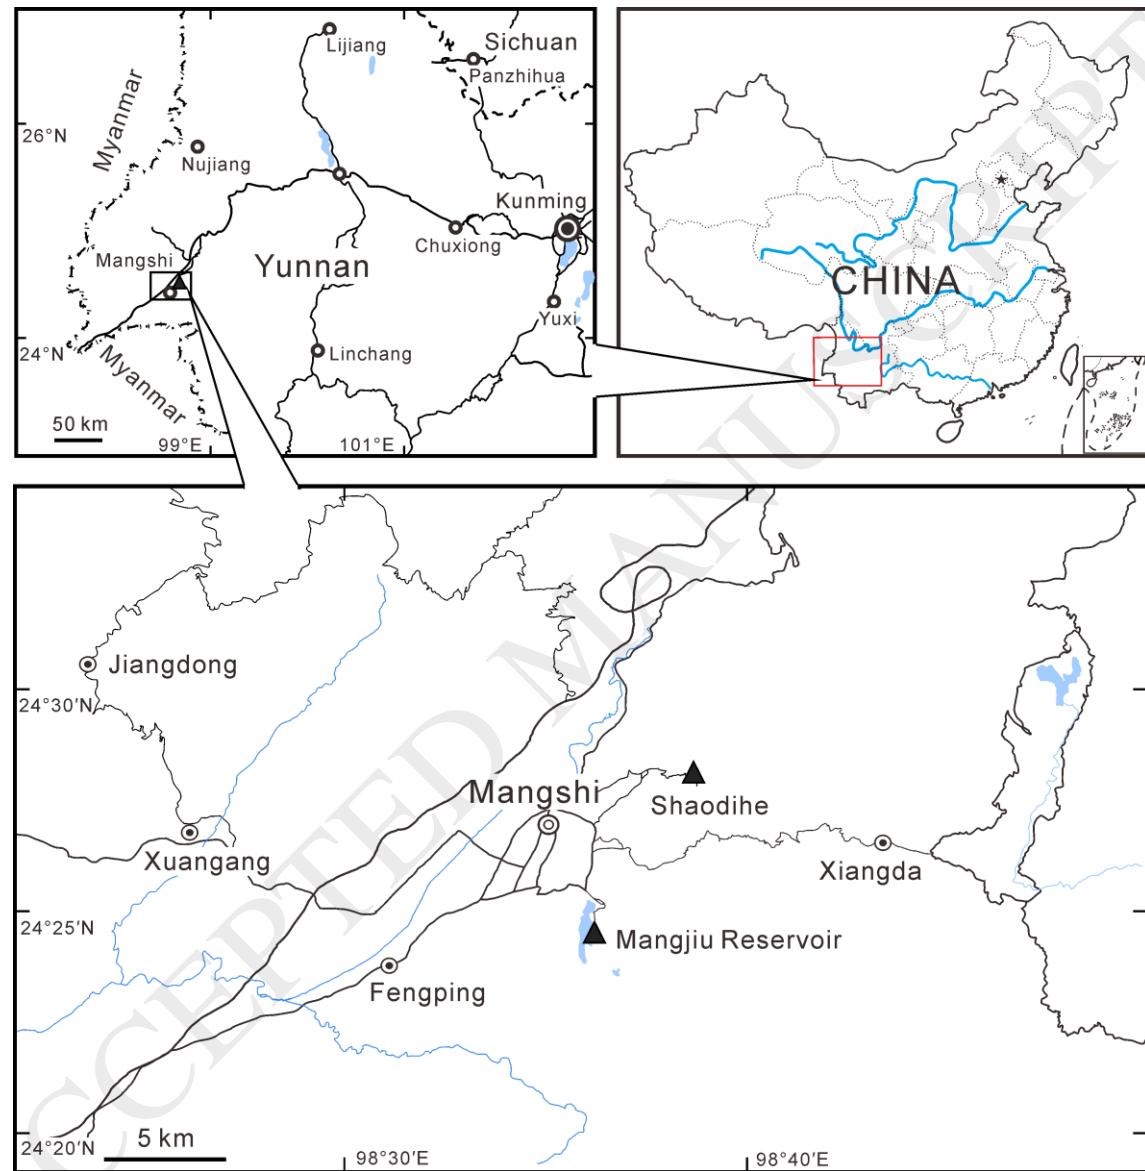 Lijiang
Sichuan
Panzhihua
26°N
Myanmar
Nujiang
Kunming
Chuxiong
Mangshi
Yunnan
Yuxi
24°N
Linchang
Myanmar
50 km
99°E
101°E
CHINA
Jiangdong
24°30′N
Mangshi
Shaodihe
Xuangang
Xiangda
24°25′N
Mangjiu Reservoir
Fengping
24°20′N
5 km
98°30′E
98°40′E
CCEPTED MANUSCRIPT